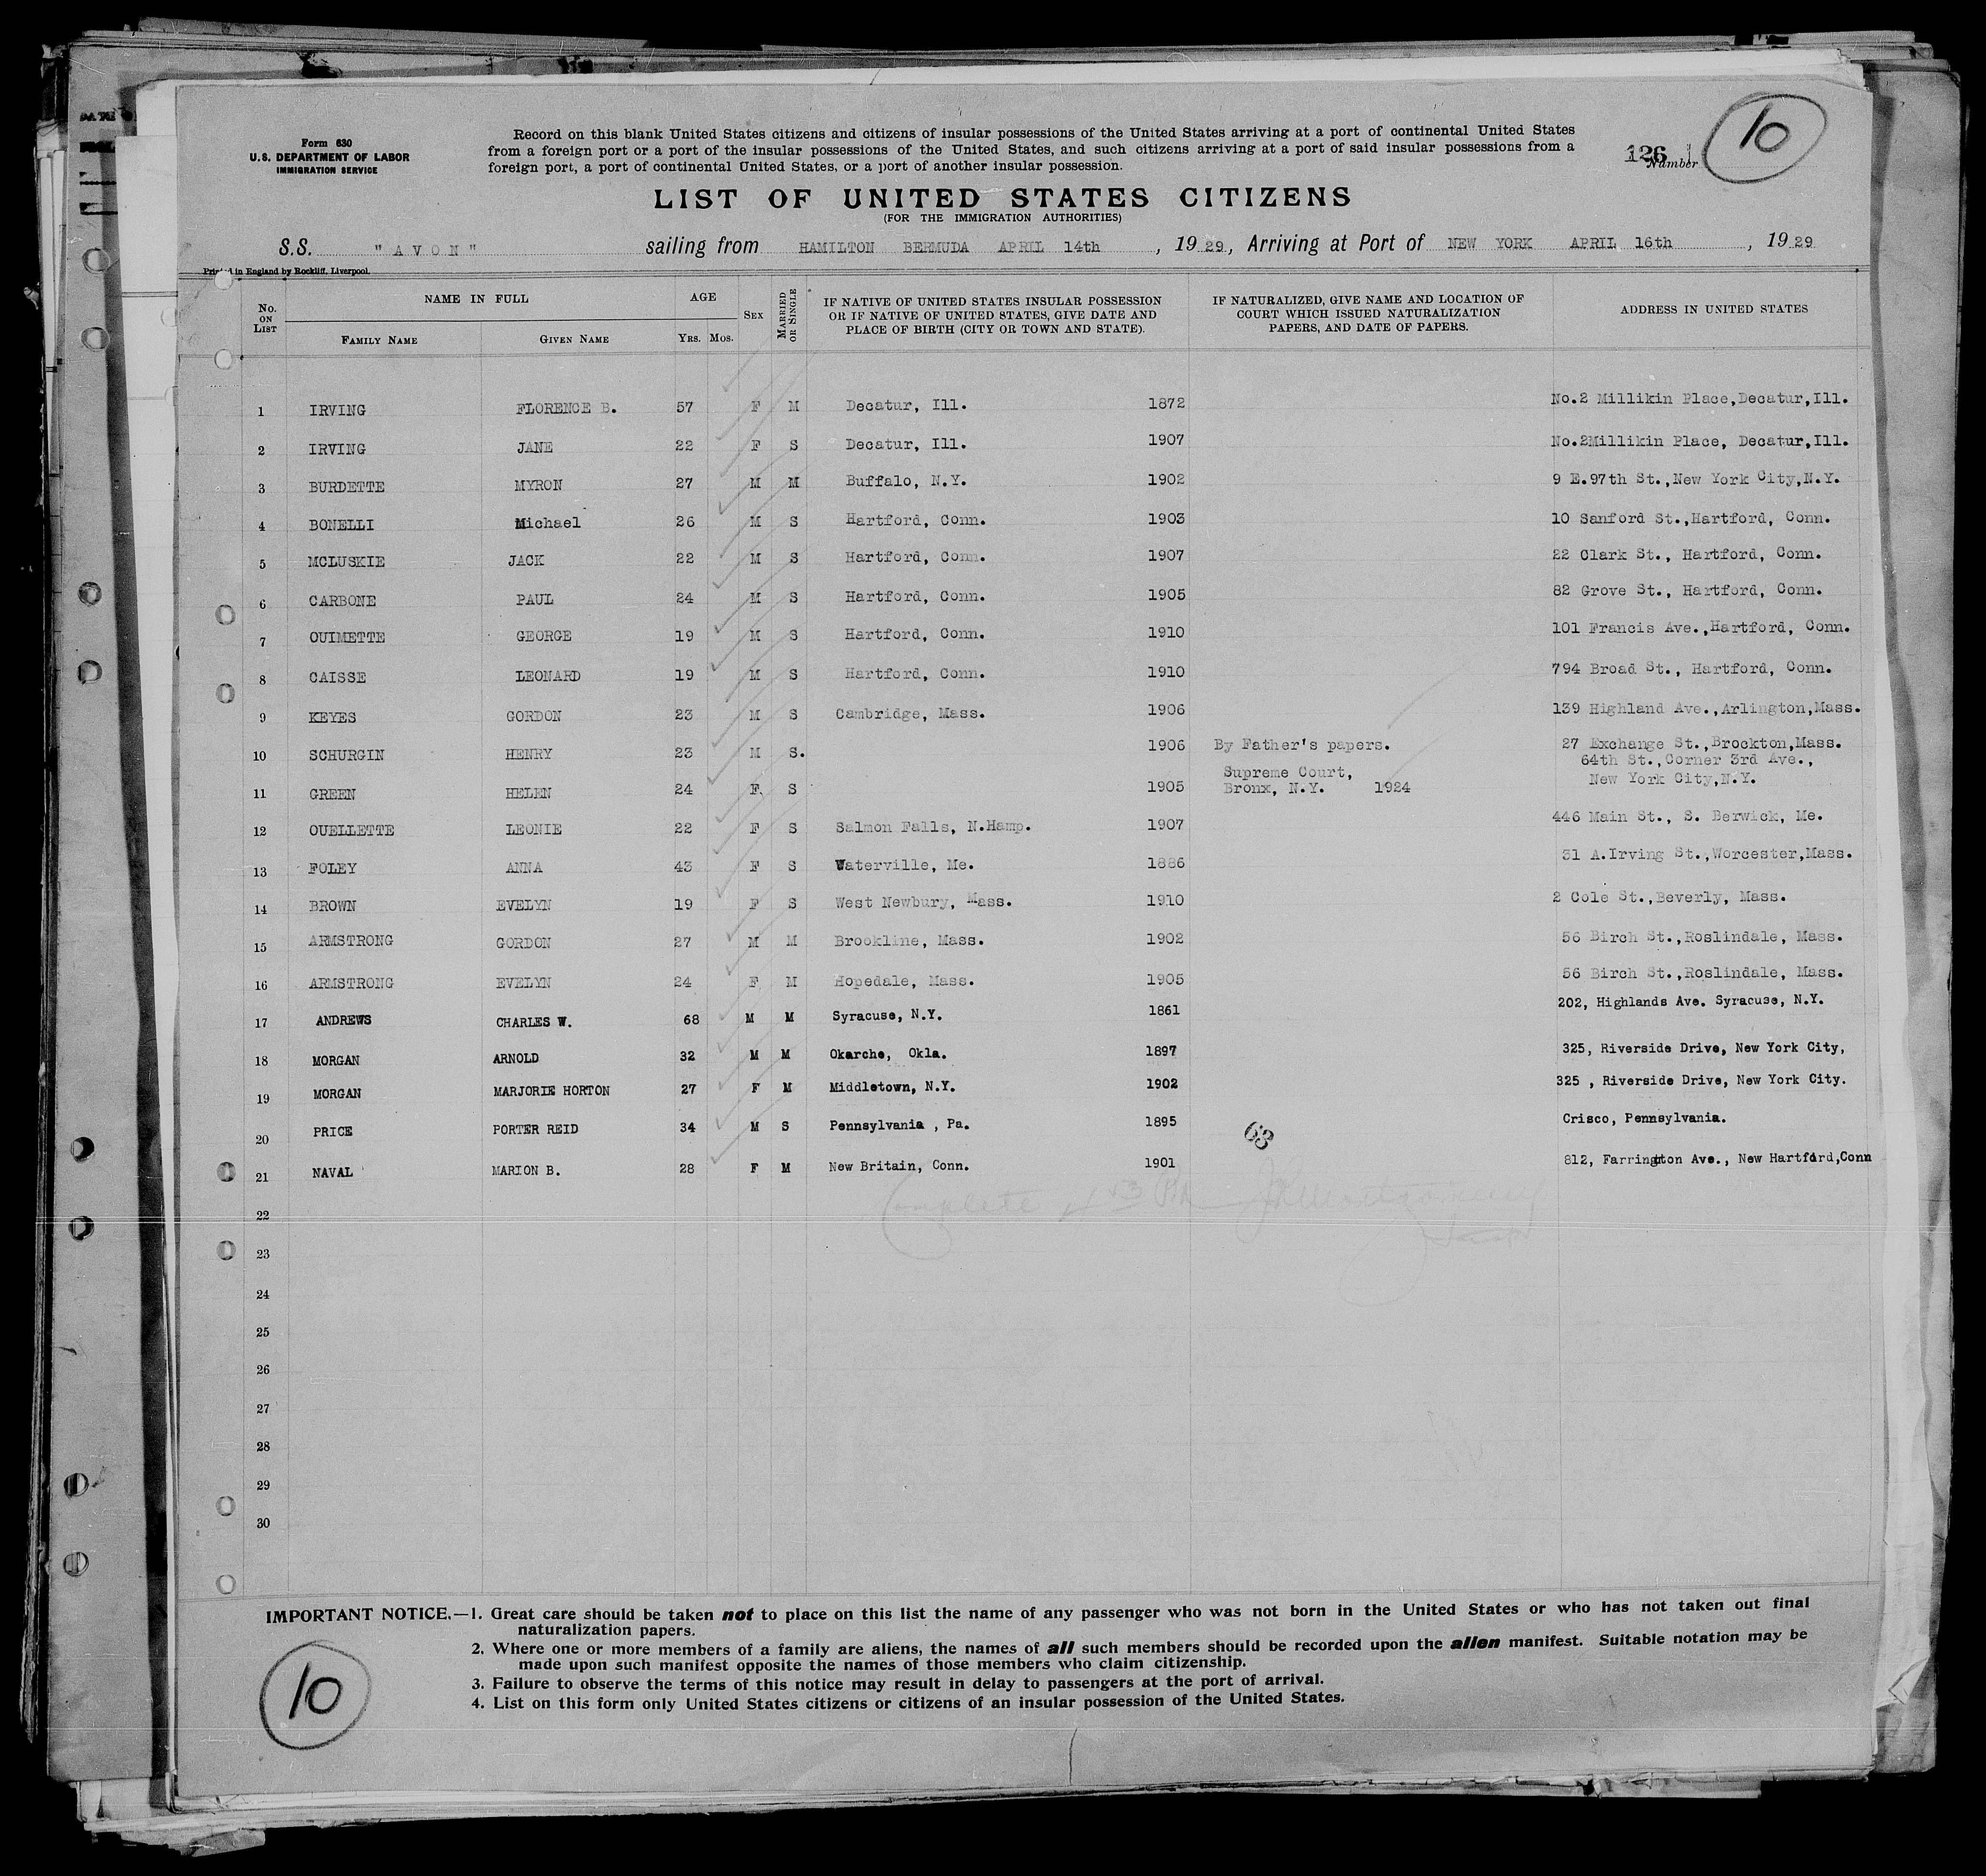 Form 630
U.S. DEPARTMENT OF LABOR
IMMIGRATION SERVICE
Record on this blank United States citizens and citizens of insular possessions of the United States arriving at a port of continental United States
from a foreign port or a port of the insular possessions of the United States, and such citizens arriving at a port of said insular possessions from a
foreign port, a port of continental United States, or a port of another insular possession.
126
Number
10
LIST OF UNITED STATES CITIZENS
(FOR THE IMMIGRATION AUTHORITIES)
S.S. "AVON" sailing from HAMILTON BERMUDA APRIL 14th, 1929, Arriving at Port of NEW YORK APRIL 16th, 1929
Printed in England by Rockliff, Liverpool.
No. ON LIST NAME IN FULL AGE SEX MARRIED OR SINGLE IF NATIVE OF UNITED STATES INSULAR POSSESSION OR IF NATIVE OF UNITED STATES, GIVE DATE AND PLACE OF BIRTH (CITY OR TOWN AND STATE). IF NATURALIZED, GIVE NAME AND LOCATION OF COURT WHICH ISSUED NATURALIZATION PAPERS, AND DATE OF PAPERS. ADDRESS IN UNITED STATES
FAMILY NAME GIVEN NAME YRS. MOS.
1 IRVING FLORENCE B. 57 F M Decatur, Ill. 1872 No.2 Millikin Place,Decatur,Ill.
2 IRVING JANE 22 F S Decatur, Ill. 1907 No.2Millikin Place, Decatur,Ill.
3 BURDETTE MYRON 27 M M Buffalo, N.Y. 1902 9 E.97th St.,New York City,N.Y.
4 BONELLI Michael 26 M S Hartford, Conn. 1903 10 Sanford St.,Hartford, Conn.
5 MCLUSKIE JACK 22 M S Hartford, Conn. 1907 22 Clark St., Hartford, Conn.
6 CARBONE PAUL 24 M S Hartford, Conn. 1905 82 Grove St., Hartford, Conn.
7 OUIMETTE GEORGE 19 M S Hartford, Conn. 1910 101 Francis Ave.,Hartford, Conn.
8 CAISSE LEONARD 19 M S Hartford, Conn. 1910 794 Broad St., Hartford, Conn.
9 KEYES GORDON 23 M S Cambridge, Mass. 1906 139 Highland Ave.,Arlington,Mass.
10 SCHURGIN HENRY 23 M S. 1906 By Father's papers. 27 Exchange St.,Brockton,Mass.
11 GREEN HELEN 24 F S 1905 Supreme Court, Bronx, N.Y. 1924 64th St.,Corner 3rd Ave., New York City,N.Y.
12 OUELLETTE LEONIE 22 F S Salmon Falls, N.Hamp. 1907 446 Main St., S. Berwick, Me.
13 FOLEY ANNA 43 F S Waterville, Me. 1886 31 A.Irving St.,Worcester,Mass.
14 BROWN EVELYN 19 F S West Newbury, Mass. 1910 2 Cole St.,Beverly, Mass.
15 ARMSTRONG GORDON 27 M M Brookline, Mass. 1902 56 Birch St.,Roslindale, Mass.
16 ARMSTRONG EVELYN 24 F M Hopedale, Mass. 1905 56 Birch St.,Roslindale, Mass.
17 ANDREWS CHARLES W. 68 M M Syracuse, N.Y. 1861 202, Highlands Ave. Syracuse, N.Y.
18 MORGAN ARNOLD 32 M M Okarche, Okla. 1897 325, Riverside Drive, New York City,
19 MORGAN MARJORIE HORTON 27 F M Middletown, N.Y. 1902 325 , Riverside Drive, New York City.
20 PRICE PORTER REID 34 M S Pennsylvania , Pa. 1895 Crisco, Pennsylvania.
63
21 NAVAL MARION B. 28 F M New Britain, Conn. 1901 812, Farrington Ave., New Hartford,Conn
Complete
22
23
24
25
26
27
28
29
30
IMPORTANT NOTICE.—1. Great care should be taken not to place on this list the name of any passenger who was not born in the United States or who has not taken out final
naturalization papers.
2. Where one or more members of a family are aliens, the names of all such members should be recorded upon the alien manifest. Suitable notation may be
made upon such manifest opposite the names of those members who claim citizenship.
3. Failure to observe the terms of this notice may result in delay to passengers at the port of arrival.
4. List on this form only United States citizens or citizens of an insular possession of the United States.
10